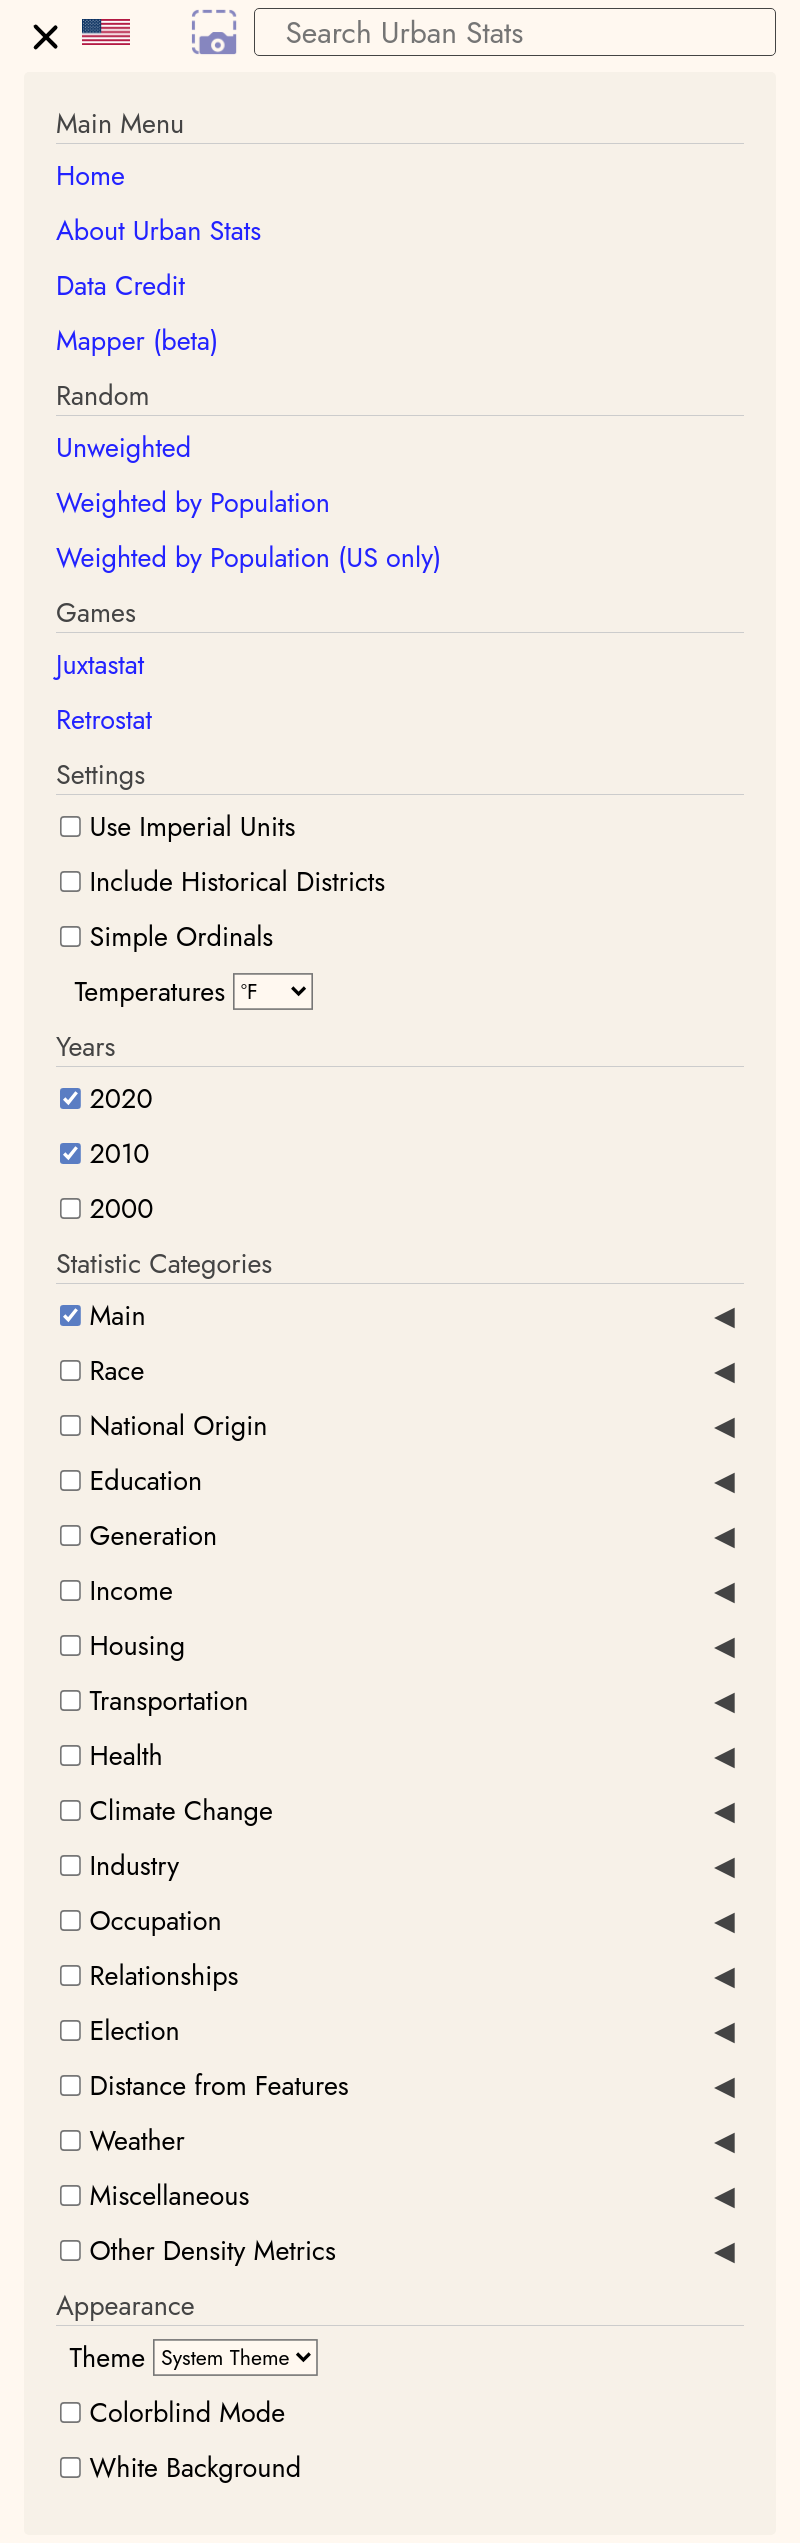 Search Urban Stats
Main Menu
Home
About Urban Stats
Data Credit
Mapper (beta)
Random
Unweighted
Weighted by Population
Weighted by Population (US only)
Games
Juxtastat
Retrostat
Settings
Use Imperial Units
Include Historical Districts
Simple Ordinals
Temperatures °F
Years
2020
2010
2000
Statistic Categories
Main
Race
National Origin
Education
Generation
Income
Housing
Transportation
Health
Climate Change
Industry
Occupation
Relationships
Election
Distance from Features
Weather
Miscellaneous
Other Density Metrics
Appearance
Theme System Theme
Colorblind Mode
White Background